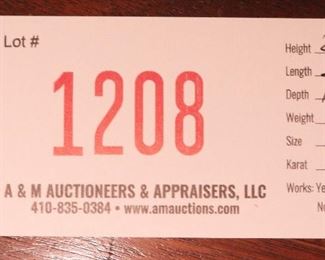 Lot #
1208
A & M AUCTIONEERS & APPRAISERS, LLC
410-835-0384 • www.amauctions.com
Height
Length
Depth
Weight
Size
Karat
Works: Ye
No